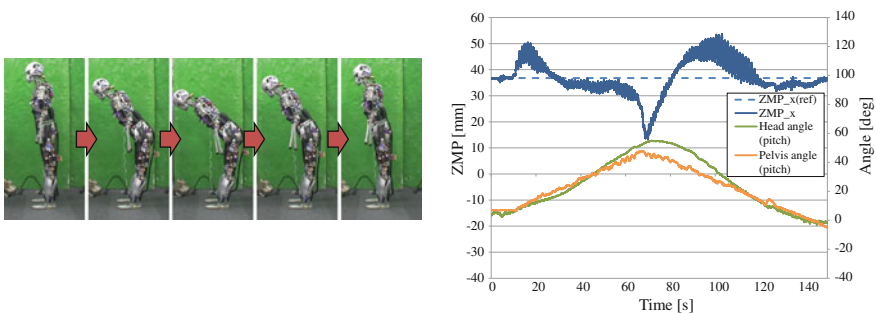 60
50
40
30
20
10
0
-10
-20
-30
-40
ZMP [mm]
140
120
100
80
60
40
20
0
-20
-40
Angle [deg]
ZMP_x(ref)
ZMP_x
Head angle
(pitch)
Pelvis angle
(pitch)
0 20 40 60 80 100 120 140
Time [s]